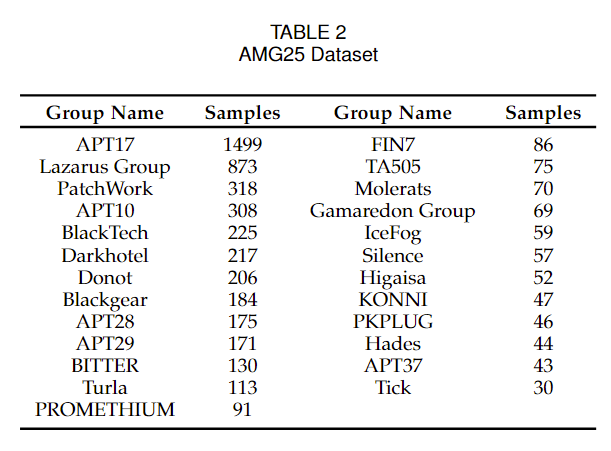 TABLE 2
AMG25 Dataset
Group Name Samples Group Name Samples
APT17 1499 FIN7 86
Lazarus Group 873 TA505 75
PatchWork 318 Molerats 70
APT10 308 Gamaredon Group 69
BlackTech 225 IceFog 59
Darkhotel 217 Silence 57
Donot 206 Higaisa 52
Blackgear 184 KONNI 47
APT28 175 PKPLUG 46
APT29 171 Hades 44
BITTER 130 APT37 43
Turla 113 Tick 30
PROMETHIUM 91